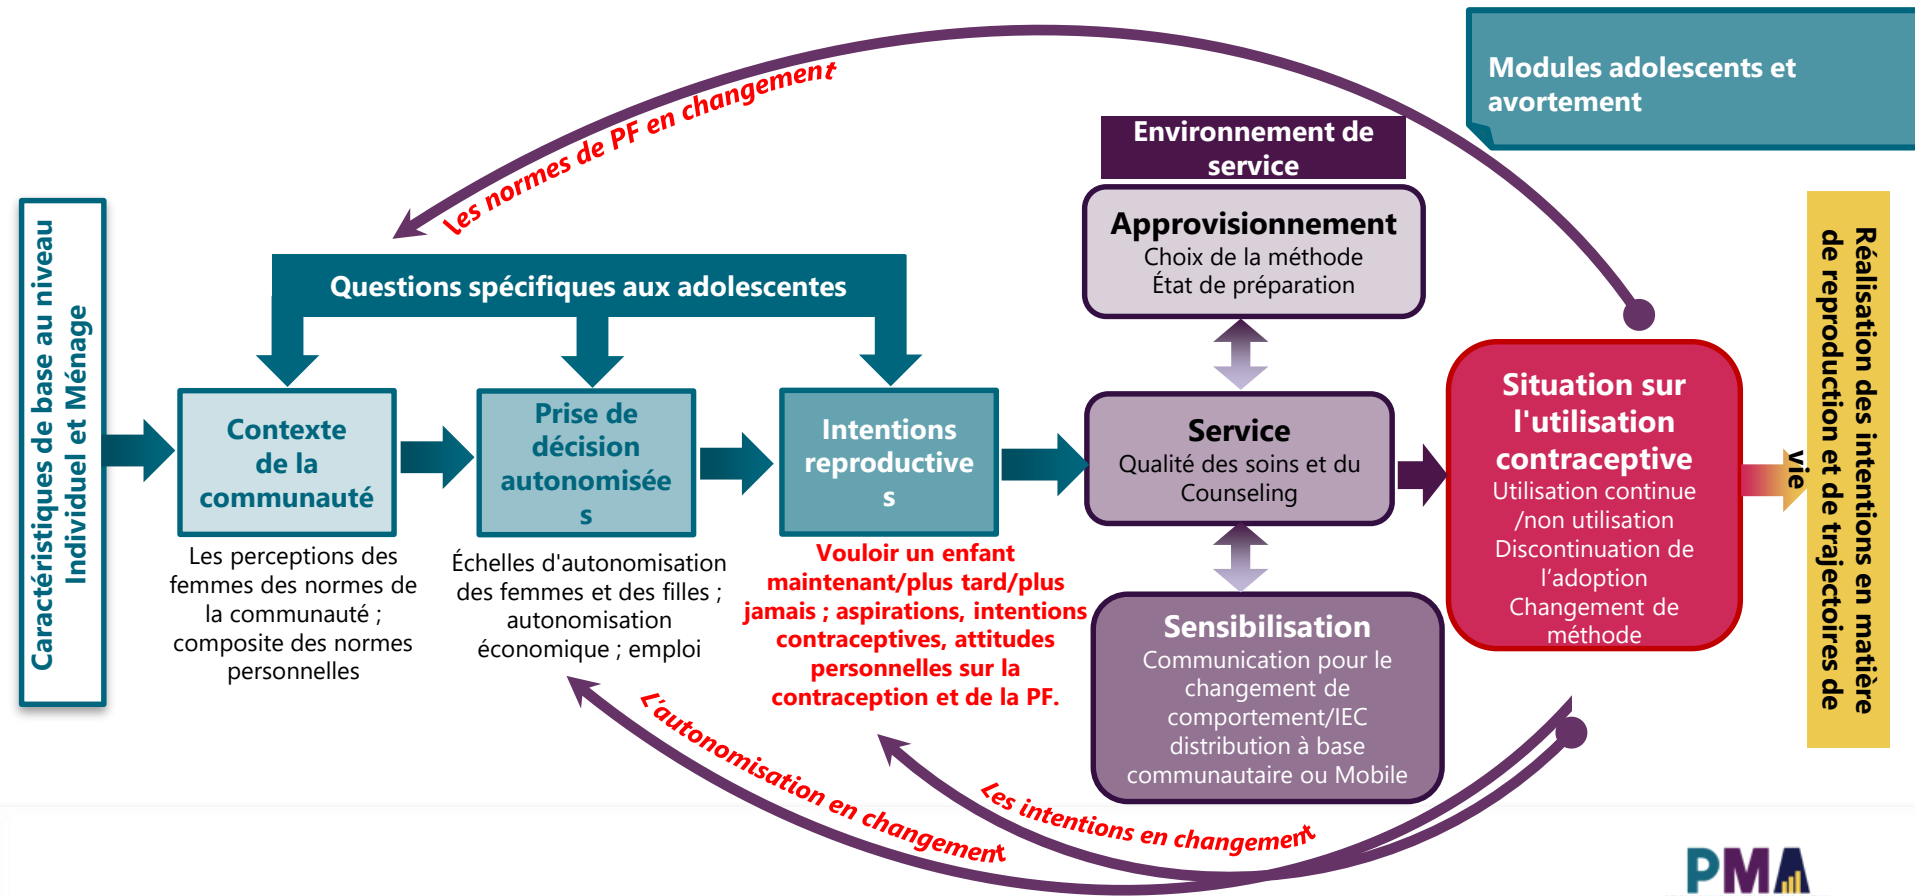 Modules adolescents et
avortement
Les normes de PF en changement
Environnement de
service
Approvisionnement
Choix de la méthode
État de préparation
Questions spécifiques aux adolescentes
Caractéristiques de base au niveau
Individuel et Ménage
Contexte
de la
communauté
Les perceptions des
femmes des normes de
la communauté ;
composite des normes
personnelles
Prise de
décision
autonomisée
s
Échelles d'autonomisation
des femmes et des filles ;
autonomisation
économique ; emploi
Intentions
reproductive
s
Vouloir un enfant
maintenant/plus tard/plus
jamais ; aspirations, intentions
contraceptives, attitudes
personnelles sur la
contraception et de la PF.
Service
Qualité des soins et du
Counseling
Sensibilisation
Communication pour le
changement de
comportement/IEC
distribution à base
communautaire ou Mobile
Situation sur
l'utilisation
contraceptive
Utilisation continue
/non utilisation
Discontinuation de
l’adoption
Changement de
méthode
Réalisation des intentions en matière
de reproduction et de trajectoires de
vie
L'autonomisation en changement
Les intentions en changement
PMA